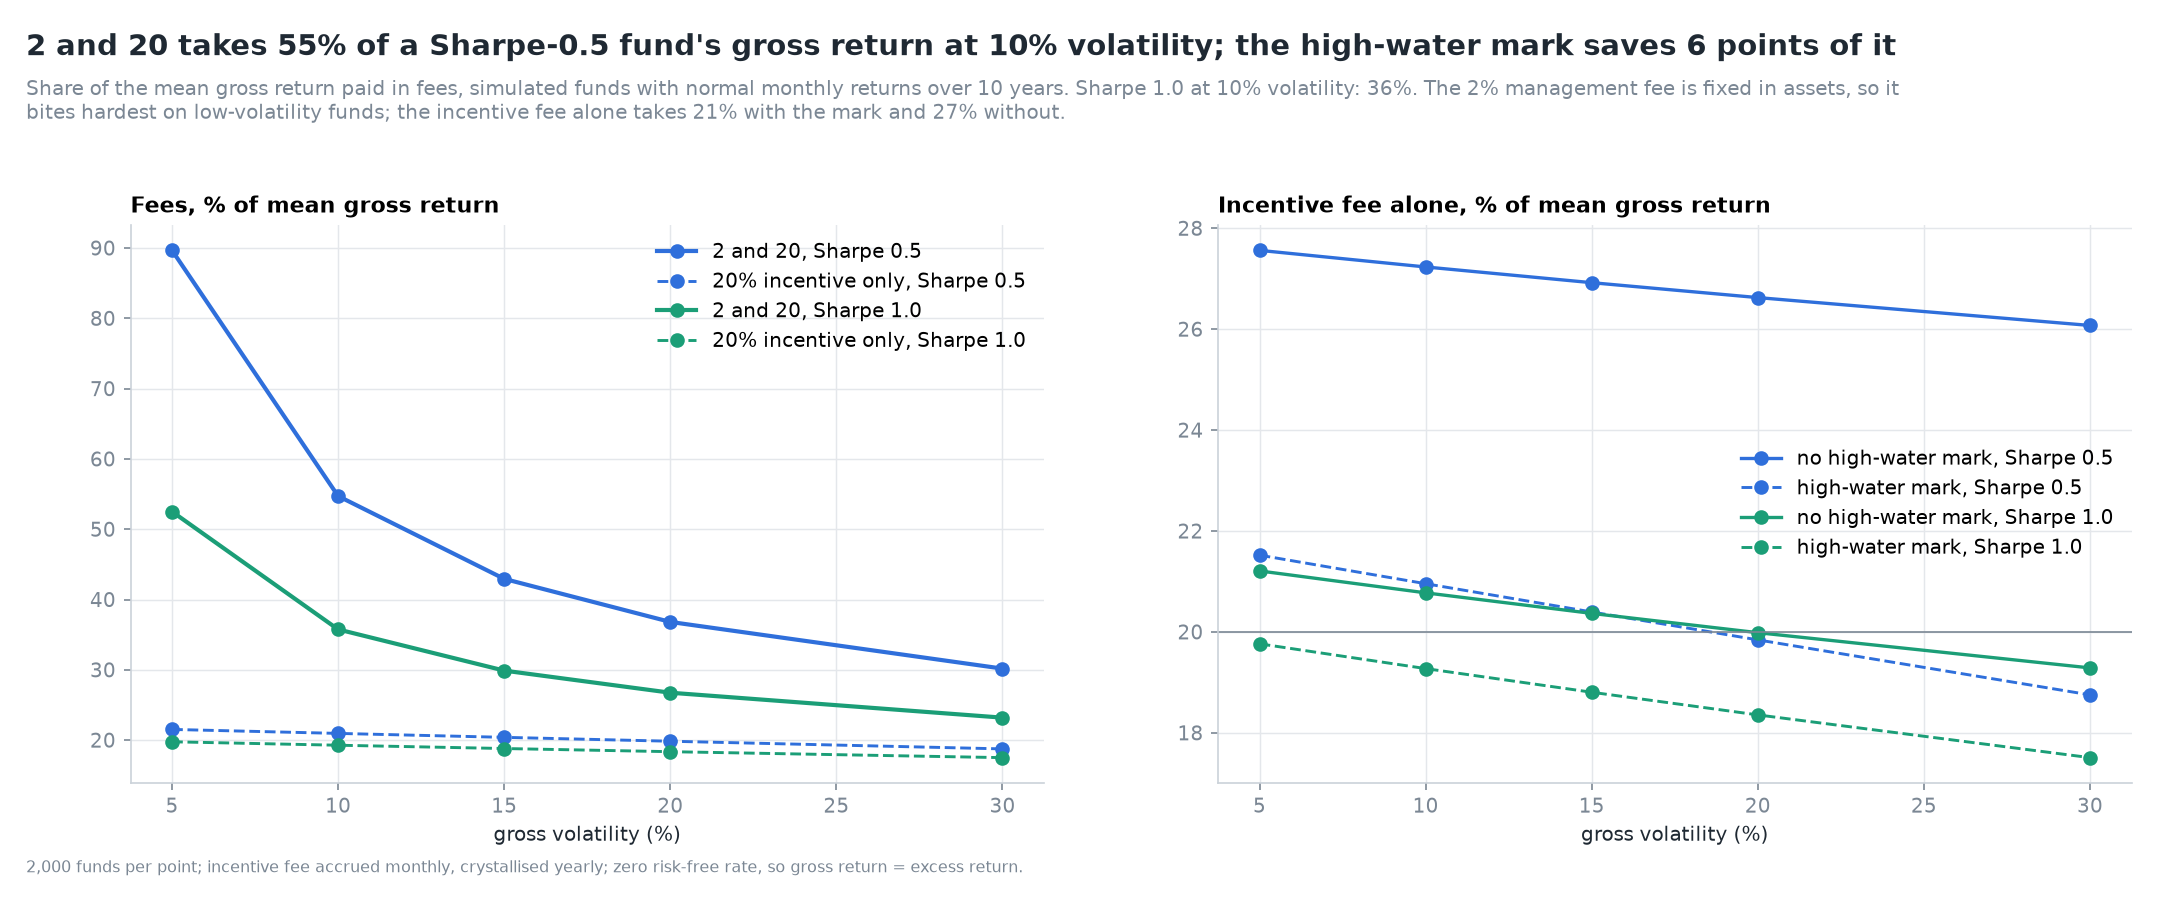 2 and 20 takes 55% of a Sharpe-0.5 fund's gross return at 10% volatility; the high-water mark saves 6 points of it
Share of the mean gross return paid in fees, simulated funds with normal monthly returns over 10 years. Sharpe 1.0 at 10% volatility: 36%. The 2% management fee is fixed in assets, so it
bites hardest on low-volatility funds; the incentive fee alone takes 21% with the mark and 27% without.
Fees, % of mean gross return
90
80
70
60
50
40
30
20
2 and 20, Sharpe 0.5
20% incentive only, Sharpe 0.5
2 and 20, Sharpe 1.0
20% incentive only, Sharpe 1.0
5 10 15 20 25 30
gross volatility (%)
Incentive fee alone, % of mean gross return
28
26
24
22
20
18
no high-water mark, Sharpe 0.5
high-water mark, Sharpe 0.5
no high-water mark, Sharpe 1.0
high-water mark, Sharpe 1.0
5 10 15 20 25 30
gross volatility (%)
2,000 funds per point; incentive fee accrued monthly, crystallised yearly; zero risk-free rate, so gross return = excess return.